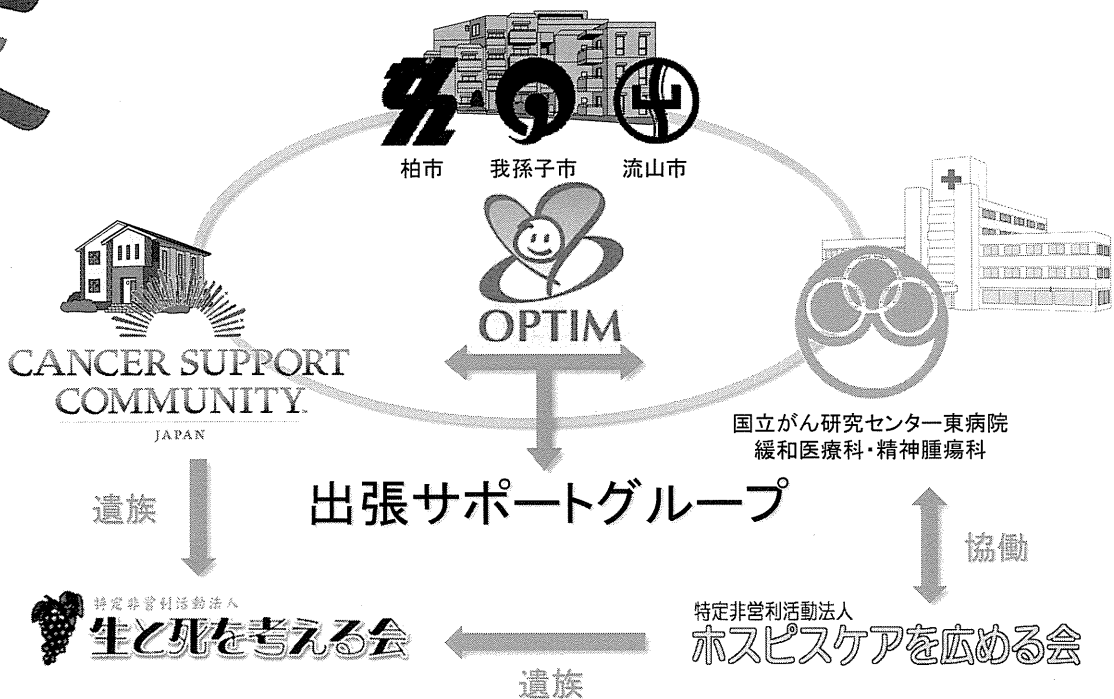 柏市
我孫子市
流山市
OPTIM
CANCER SUPPORT
COMMUNITY
JAPAN
国立がん研究センター東病院
緩和医療科・精神腫瘍科
出張サポートグループ
遺族
協働
特定非営利活動法人
生と死を考える会
特定非営利活動法人
ホスピスケアを広める会
遺族